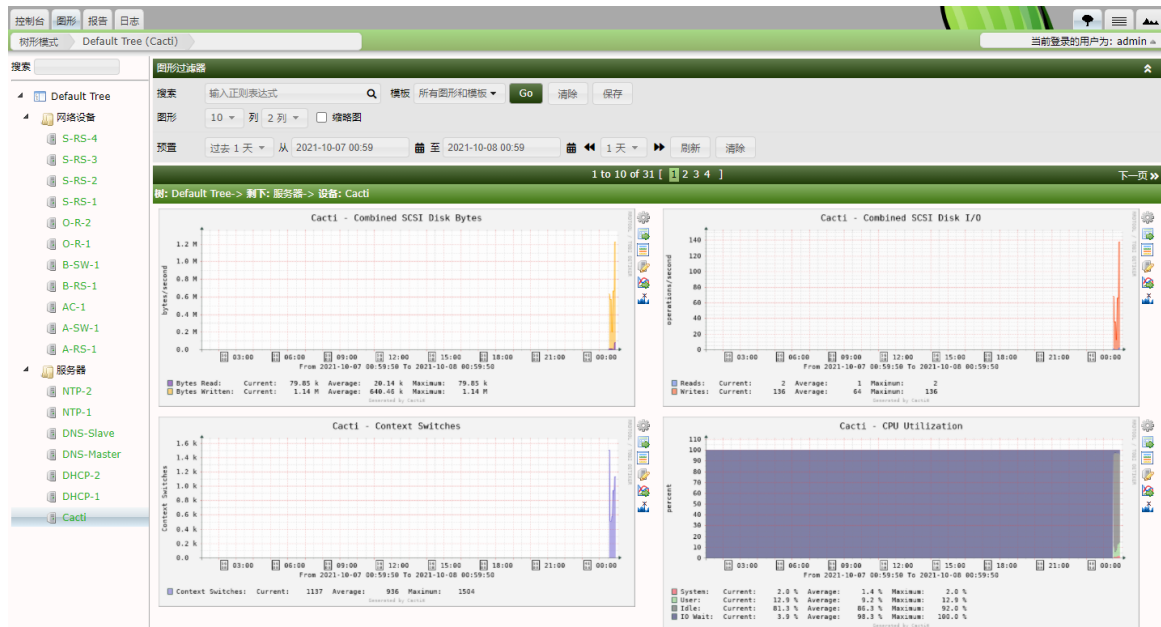 控制台 图形 报告 日志
树形模式 Default Tree (Cacti) 当前登录的用户为: admin
搜索
Default Tree
网络设备
S-RS-4
S-RS-3
S-RS-2
S-RS-1
O-R-2
O-R-1
B-SW-1
B-RS-1
AC-1
A-SW-1
A-RS-1
服务器
NTP-2
NTP-1
DNS-Slave
DNS-Master
DHCP-2
DHCP-1
Cacti
图形过滤器
搜索 输入正则表达式 模板 所有图形和模板 Go 清除 保存
图形 10 列 2 列 缩略图
预置 过去 1 天 从 2021-10-07 00:59 至 2021-10-08 00:59 1 天 刷新 清除
1 to 10 of 31 [ 1 2 3 4 ] 下一页
树: Default Tree-> 剩下: 服务器-> 设备: Cacti
Cacti - Combined SCSI Disk Bytes
bytes/second
1.2 M
1.0 M
0.8 M
0.6 M
0.4 M
0.2 M
0.0
03:00 06:00 09:00 12:00 15:00 18:00 21:00 00:00
From 2021-10-07 00:59:50 To 2021-10-08 00:59:50
Bytes Read: Current: 79.85 k Average: 20.14 k Maximum: 79.85 k
Bytes Written: Current: 1.14 M Average: 640.46 k Maximum: 1.14 M
Generated by Cacti®
Cacti - Combined SCSI Disk I/O
operations/second
140
120
100
80
60
40
20
0
03:00 06:00 09:00 12:00 15:00 18:00 21:00 00:00
From 2021-10-07 00:59:50 To 2021-10-08 00:59:50
Reads: Current: 2 Average: 1 Maximum: 2
Writes: Current: 136 Average: 64 Maximum: 136
Generated by Cacti®
Cacti - Context Switches
Context Switches
1.6 k
1.4 k
1.2 k
1.0 k
0.8 k
0.6 k
0.4 k
0.2 k
0.0
03:00 06:00 09:00 12:00 15:00 18:00 21:00 00:00
From 2021-10-07 00:59:50 To 2021-10-08 00:59:50
Context Switches: Current: 1137 Average: 936 Maximum: 1504
Generated by Cacti®
Cacti - CPU Utilization
percent
110
100
90
80
70
60
50
40
30
20
10
0
03:00 06:00 09:00 12:00 15:00 18:00 21:00 00:00
From 2021-10-07 00:59:50 To 2021-10-08 00:59:50
System: Current: 2.0 % Average: 1.4 % Maximum: 2.0 %
User: Current: 12.9 % Average: 9.2 % Maximum: 12.9 %
Idle: Current: 81.3 % Average: 86.3 % Maximum: 92.0 %
IO Wait: Current: 3.9 % Average: 98.3 % Maximum: 100.0 %
Generated by Cacti®